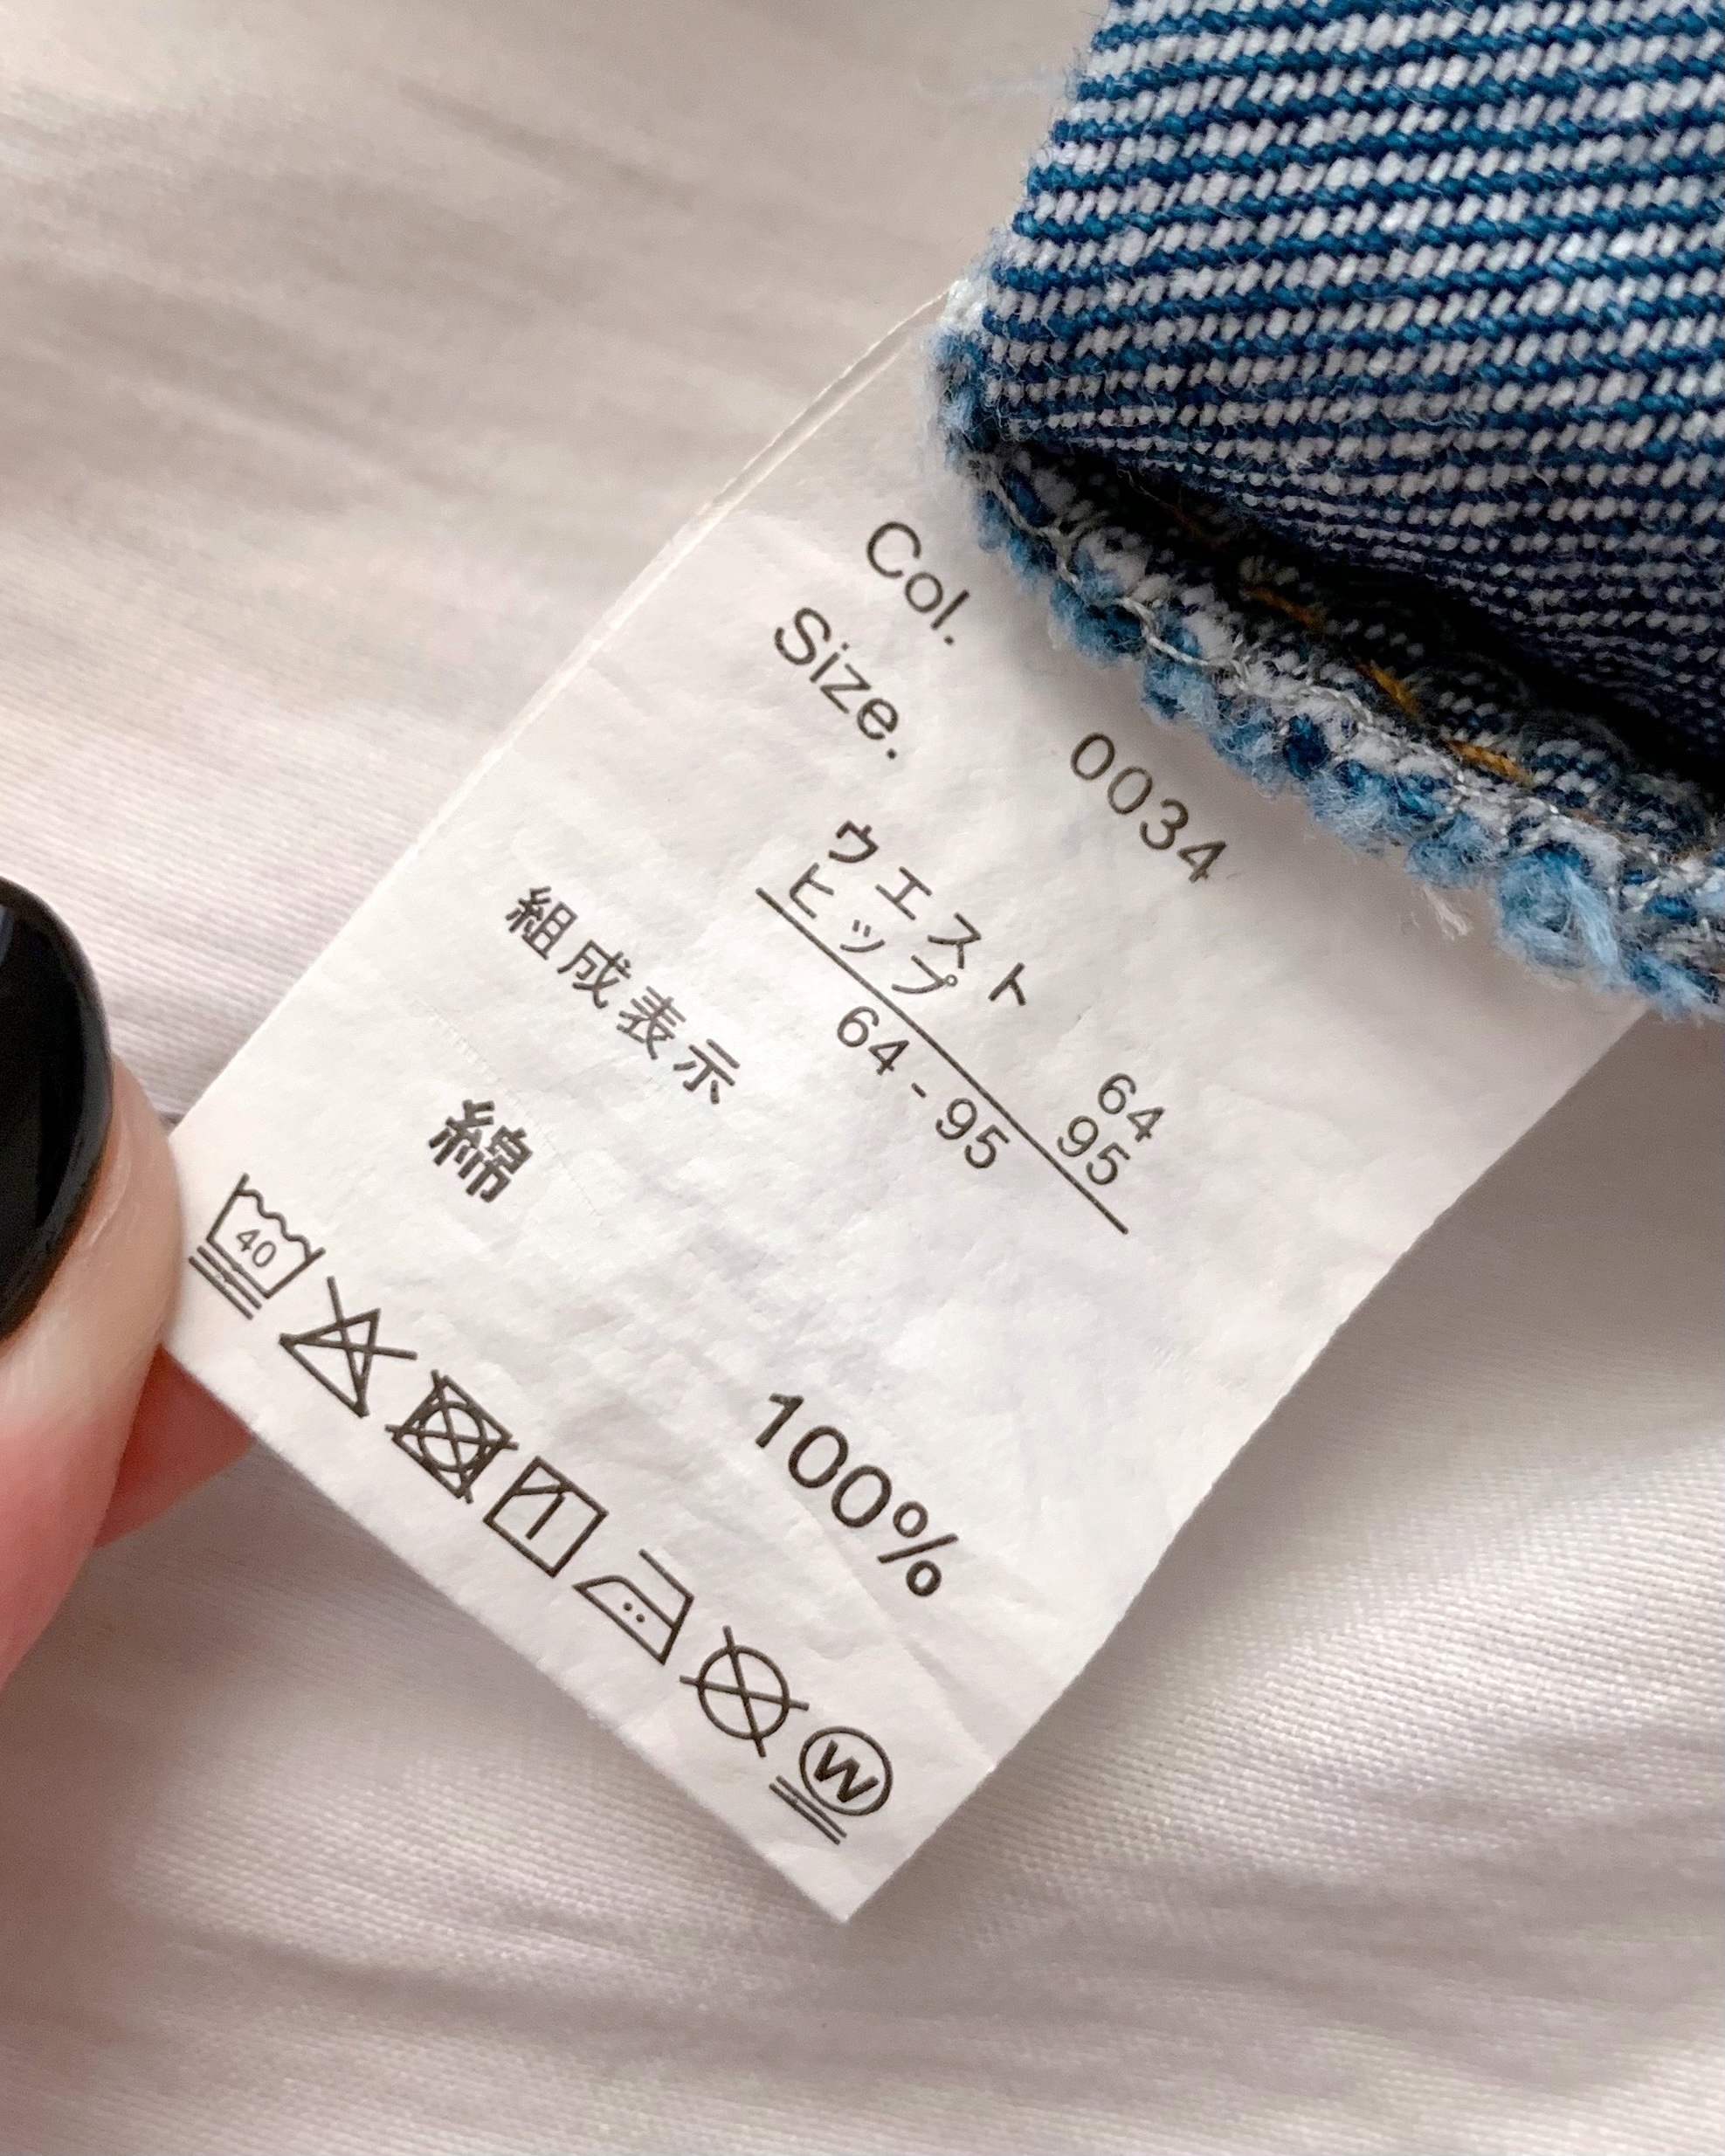 Col. 0034
Size.
ウエスト 64
ヒップ 95
64-95
組成表示
綿 100%
40
W